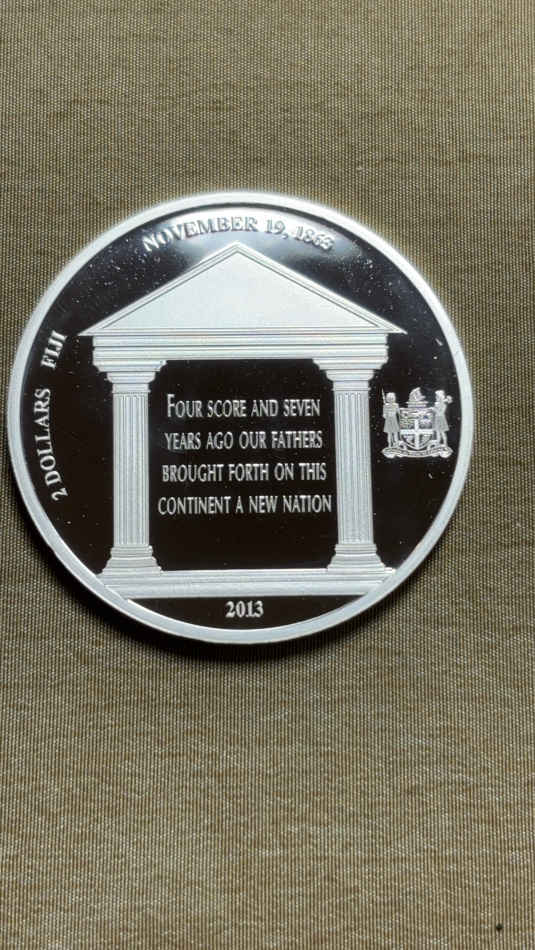 NOVEMBER 19, 1863
2 DOLLARS FIJI
FOUR SCORE AND SEVEN
YEARS AGO OUR FATHERS
BROUGHT FORTH ON THIS
CONTINENT A NEW NATION
2013